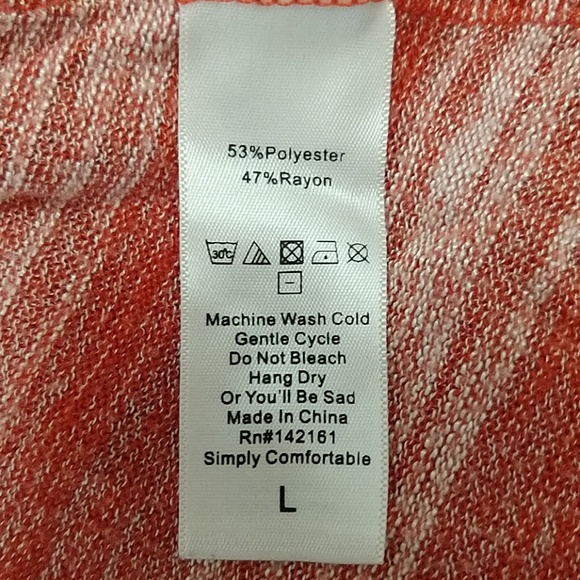 53%Polyester
47%Rayon
30°C
Machine Wash Cold
Gentle Cycle
Do Not Bleach
Hang Dry
Or You'll Be Sad
Made In China
Rn#142161
Simply Comfortable
L